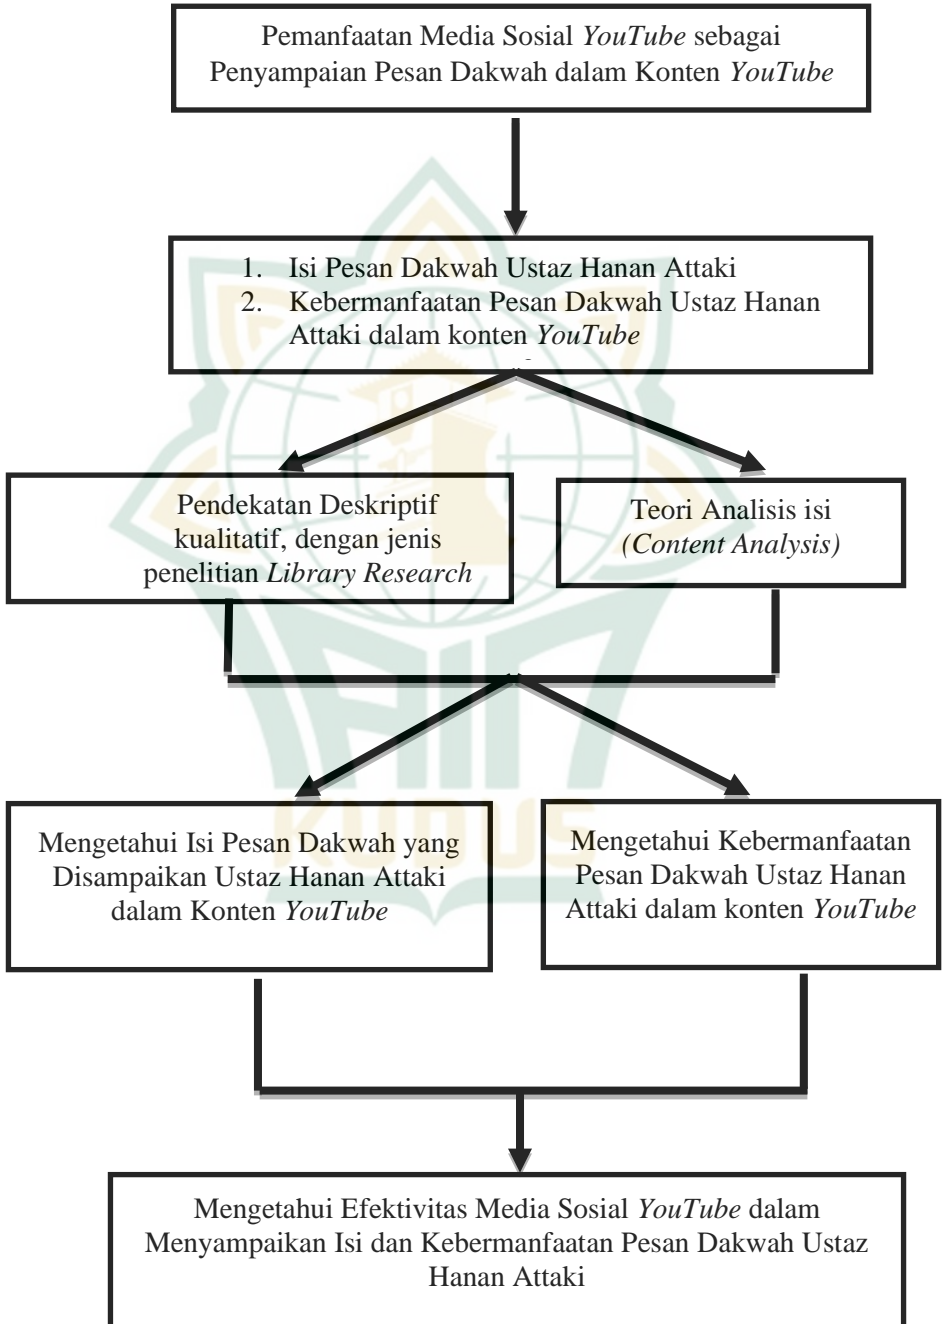 Pemanfaatan Media Sosial YouTube sebagai
Penyampaian Pesan Dakwah dalam Konten YouTube
1. Isi Pesan Dakwah Ustaz Hanan Attaki
2. Kebermanfaatan Pesan Dakwah Ustaz Hanan
Attaki dalam konten YouTube
Pendekatan Deskriptif
kualitatif, dengan jenis
penelitian Library Research
Teori Analisis isi
(Content Analysis)
IAIN
KUDUS
Mengetahui Isi Pesan Dakwah yang
Disampaikan Ustaz Hanan Attaki
dalam Konten YouTube
Mengetahui Kebermanfaatan
Pesan Dakwah Ustaz Hanan
Attaki dalam konten YouTube
Mengetahui Efektivitas Media Sosial YouTube dalam
Menyampaikan Isi dan Kebermanfaatan Pesan Dakwah Ustaz
Hanan Attaki